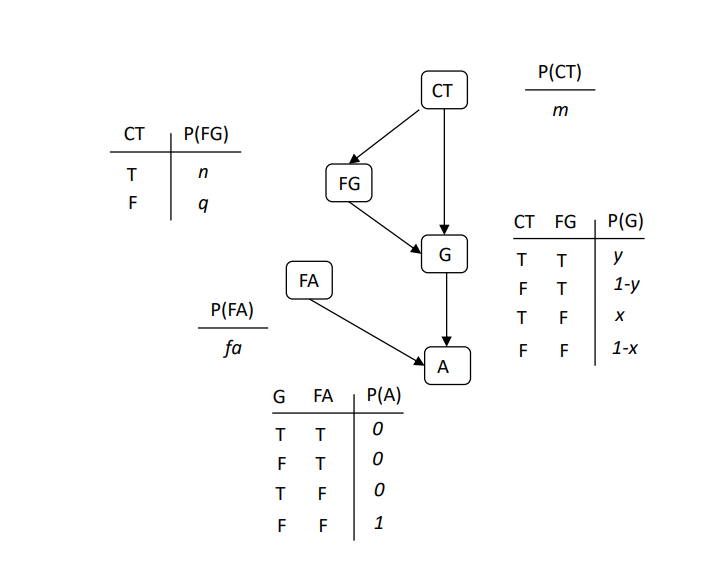 P(CT)
m
CT
CT P(FG)
T n
F q
FG
CT FG P(G)
T T y
F T 1-y
T F x
F F 1-x
G
FA
P(FA)
fa
A
G FA P(A)
T T 0
F T 0
T F 0
F F 1